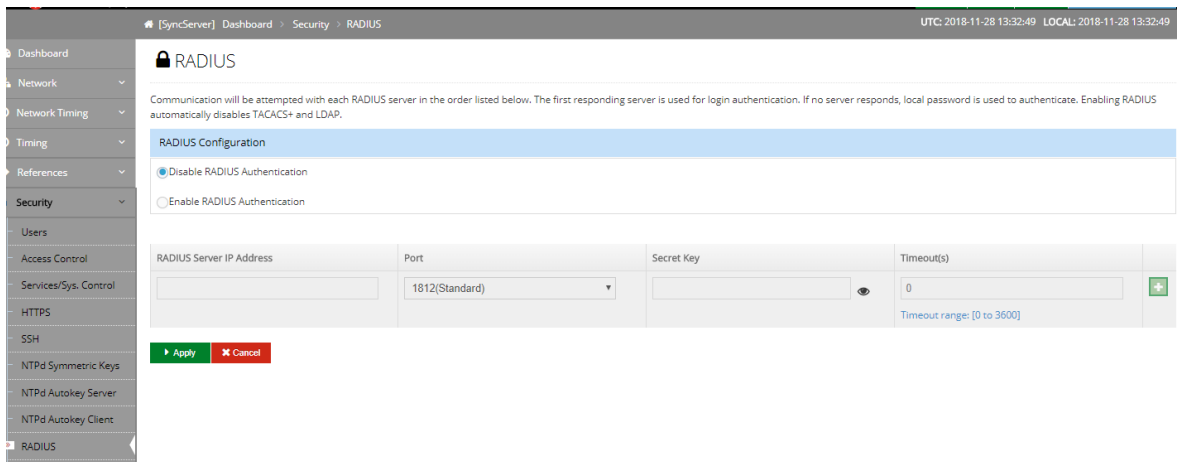 [SyncServer] Dashboard > Security > RADIUS
UTC: 2018-11-28 13:32:49 LOCAL: 2018-11-28 13:32:49
Dashboard
Network
Network Timing
Timing
References
Security
Users
Access Control
Services/Sys. Control
HTTPS
SSH
NTPd Symmetric Keys
NTPd Autokey Server
NTPd Autokey Client
RADIUS
RADIUS
Communication will be attempted with each RADIUS server in the order listed below. The first responding server is used for login authentication. If no server responds, local password is used to authenticate. Enabling RADIUS
automatically disables TACACS+ and LDAP.
RADIUS Configuration
Disable RADIUS Authentication
Enable RADIUS Authentication
RADIUS Server IP Address Port Secret Key Timeout(s)
1812(Standard) 0
Timeout range: [0 to 3600]
Apply Cancel